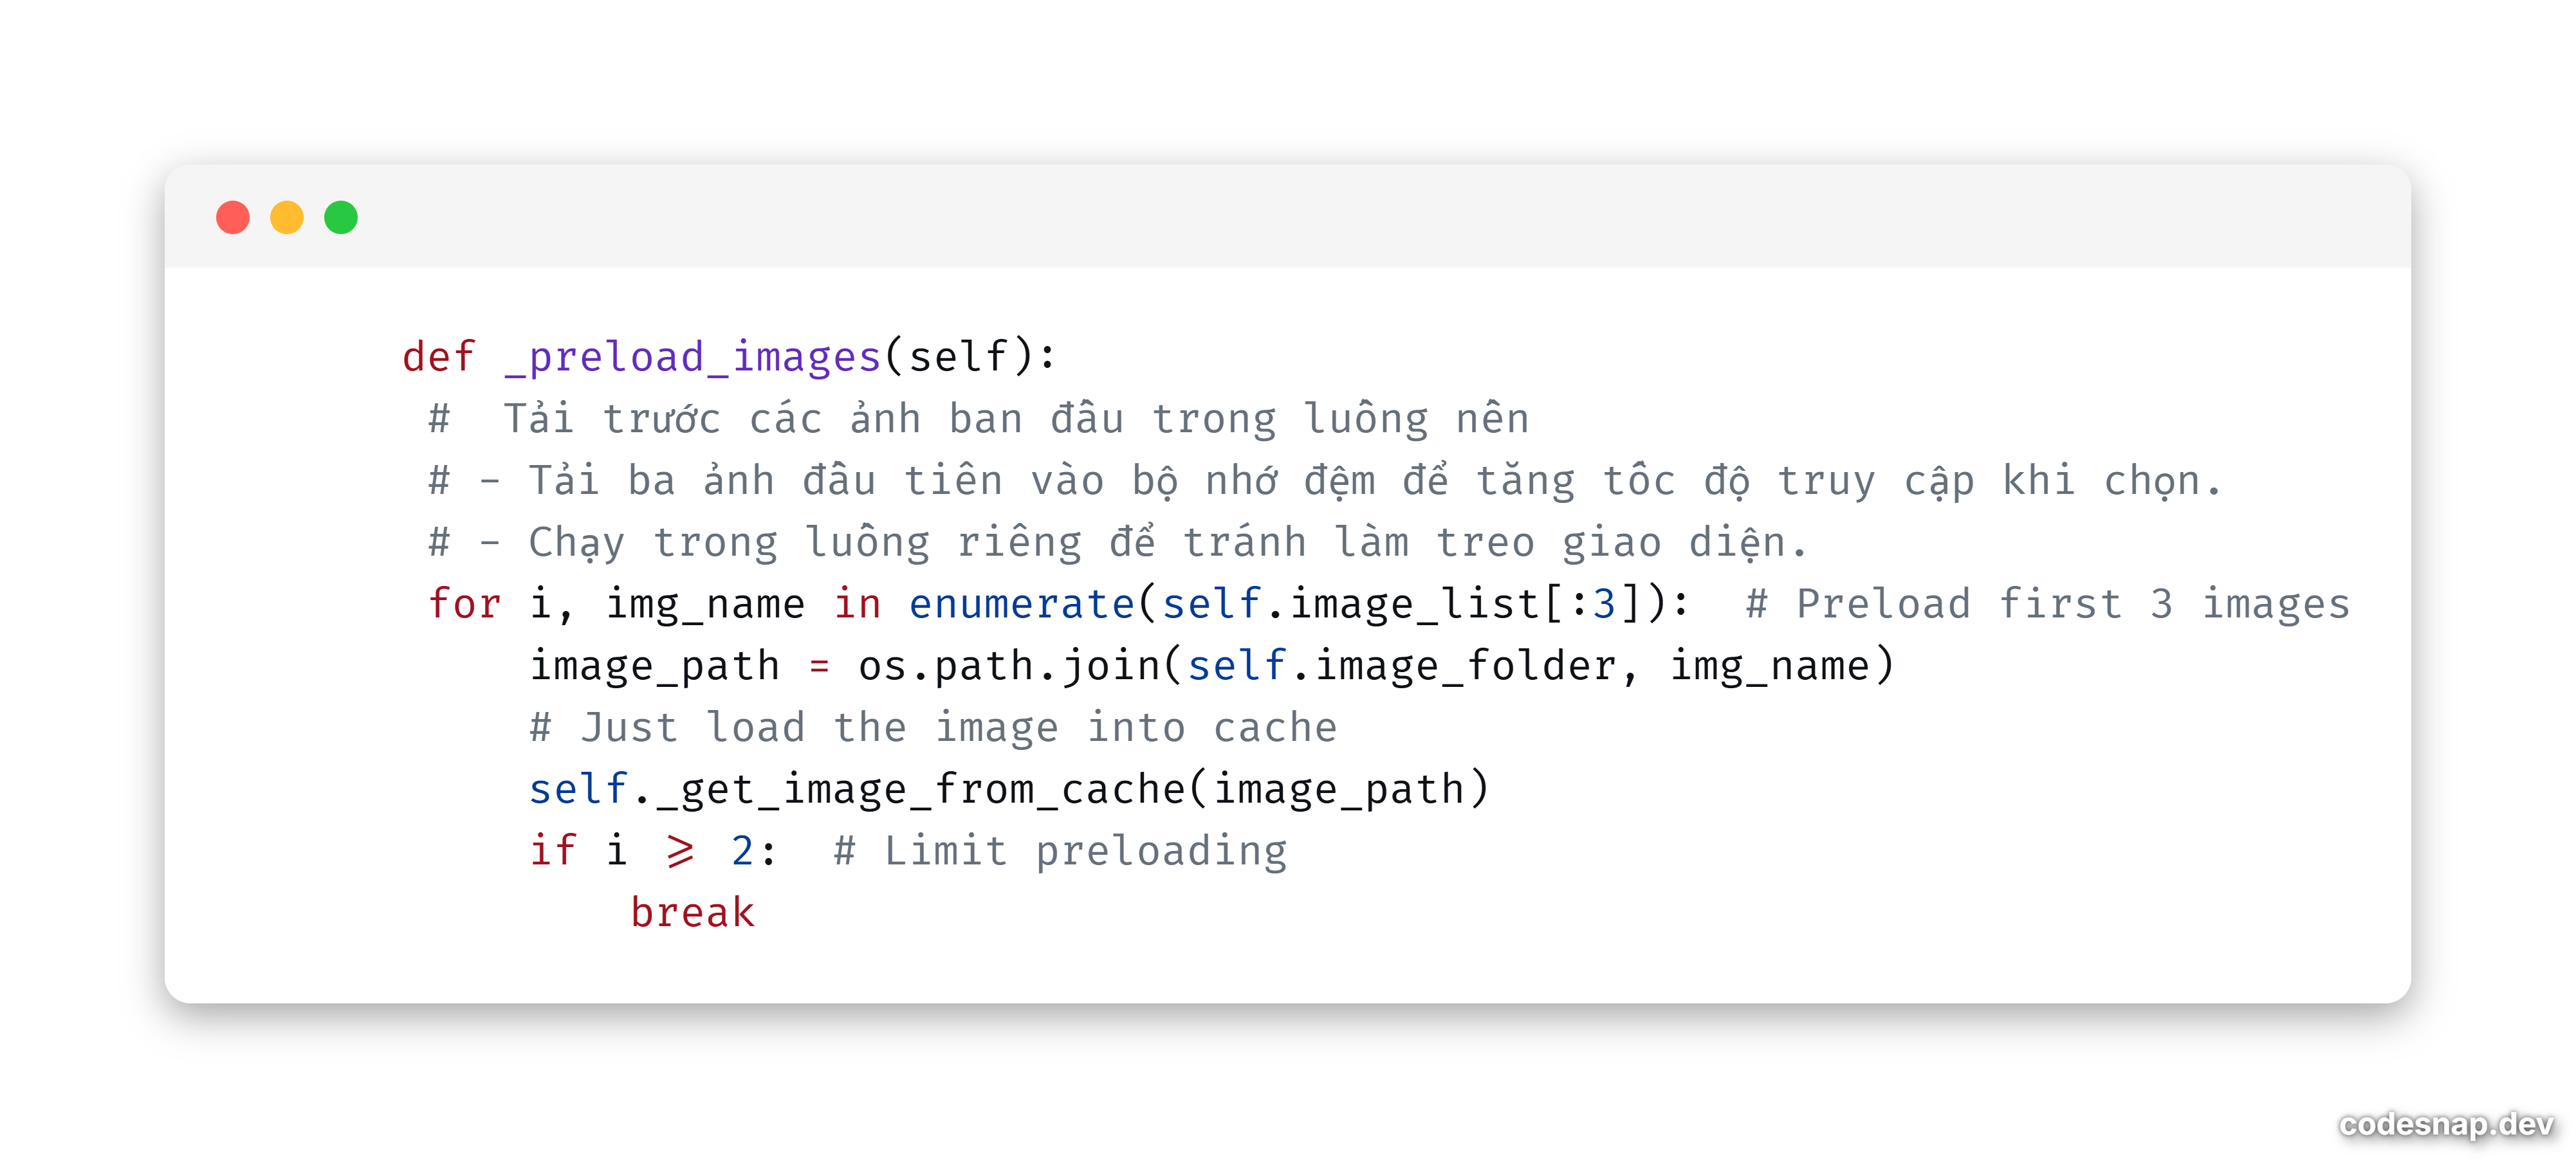 def _preload_images(self):
 #  Tải trước các ảnh ban đầu trong luồng nền
 # - Tải ba ảnh đầu tiên vào bộ nhớ đệm để tăng tốc độ truy cập khi chọn.
 # - Chạy trong luồng riêng để tránh làm treo giao diện.
 for i, img_name in enumerate(self.image_list[:3]):  # Preload first 3 images
     image_path = os.path.join(self.image_folder, img_name)
     # Just load the image into cache
     self._get_image_from_cache(image_path)
     if i >= 2:  # Limit preloading
         break
codesnap.dev